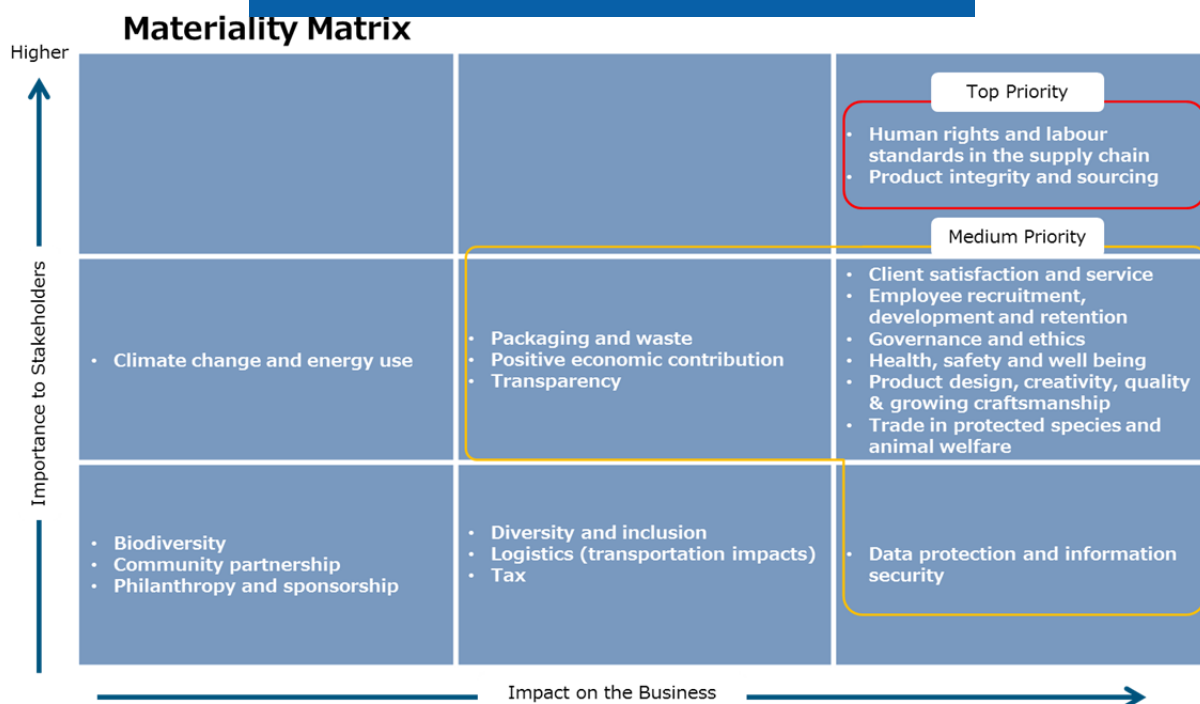 Materiality Matrix
Higher
Top Priority
• Human rights and labour
standards in the supply chain
• Product integrity and sourcing
Medium Priority
Importance to Stakeholders
• Climate change and energy use
• Packaging and waste
• Positive economic contribution
• Transparency
• Client satisfaction and service
• Employee recruitment,
development and retention
• Governance and ethics
• Health, safety and well being
• Product design, creativity, quality
& growing craftsmanship
• Trade in protected species and
animal welfare
• Biodiversity
• Community partnership
• Philanthropy and sponsorship
• Diversity and inclusion
• Logistics (transportation impacts)
• Tax
• Data protection and information
security
Impact on the Business